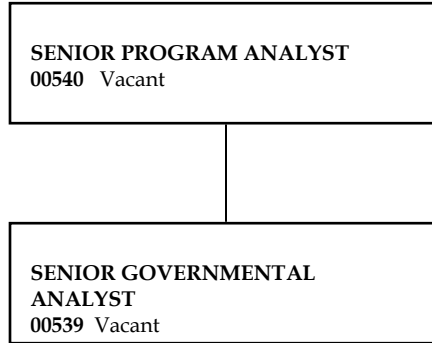 SENIOR PROGRAM ANALYST
00540 Vacant
SENIOR GOVERNMENTAL
ANALYST
00539 Vacant